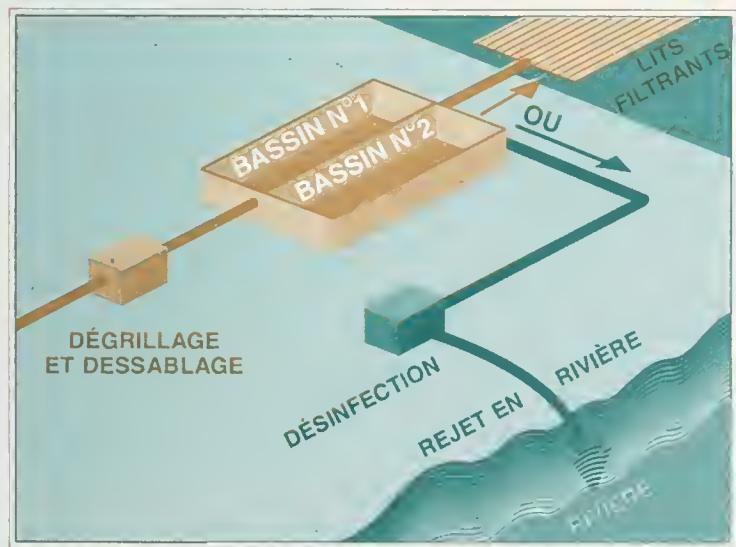 LITS
FILTRANTS
BASSIN N°1
BASSIN N°2
OU
DÉGRILLAGE
ET DESSABLAGE
DÉSINFECTION
REJET EN RIVIÈRE
RIVIÈRE